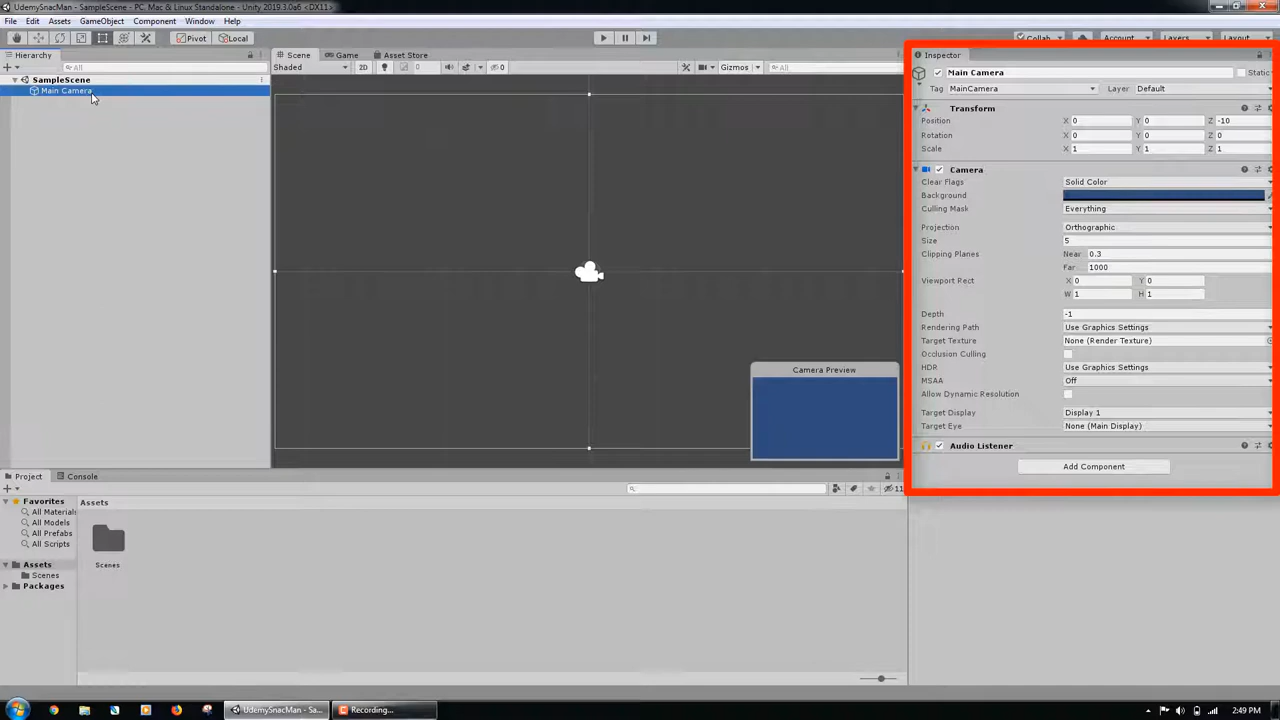 UdemySnacMan - SampleScene - PC, Mac & Linux Standalone - Unity 2019.3.0a6 <DX11>
File Edit Assets GameObject Component Window Help
Pivot Local Collab Account Layers Layout
Hierarchy
All
SampleScene
Main Camera
Scene Game Asset Store
Shaded 2D 0 0 Gizmos All
Camera Preview
Inspector
Main Camera Static
Tag MainCamera Layer Default
Transform
Position X 0 Y 0 Z -10
Rotation X 0 Y 0 Z 0
Scale X 1 Y 1 Z 1
Camera
Clear Flags Solid Color
Background
Culling Mask Everything
Projection Orthographic
Size 5
Clipping Planes Near 0.3
Far 1000
Viewport Rect X 0 Y 0
W 1 H 1
Depth -1
Rendering Path Use Graphics Settings
Target Texture None (Render Texture)
Occlusion Culling
HDR Use Graphics Settings
MSAA Off
Allow Dynamic Resolution
Target Display Display 1
Target Eye None (Main Display)
Audio Listener
Add Component
Project Console
11
Favorites
All Materials
All Models
All Prefabs
All Scripts
Assets
Scenes
Packages
Assets
Scenes
UdemySnacMan - Sa...
Recording...
2:49 PM